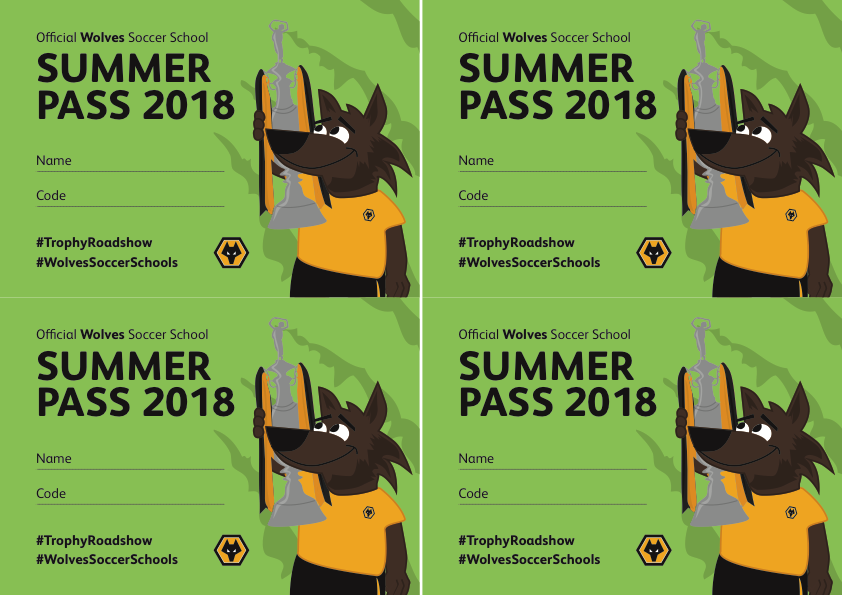 Official Wolves Soccer School
SUMMER
PASS 2018
Name
Code
#TrophyRoadshow
#WolvesSoccerSchools
Official Wolves Soccer School
SUMMER
PASS 2018
Name
Code
#TrophyRoadshow
#WolvesSoccerSchools
Official Wolves Soccer School
SUMMER
PASS 2018
Name
Code
#TrophyRoadshow
#WolvesSoccerSchools
Official Wolves Soccer School
SUMMER
PASS 2018
Name
Code
#TrophyRoadshow
#WolvesSoccerSchools